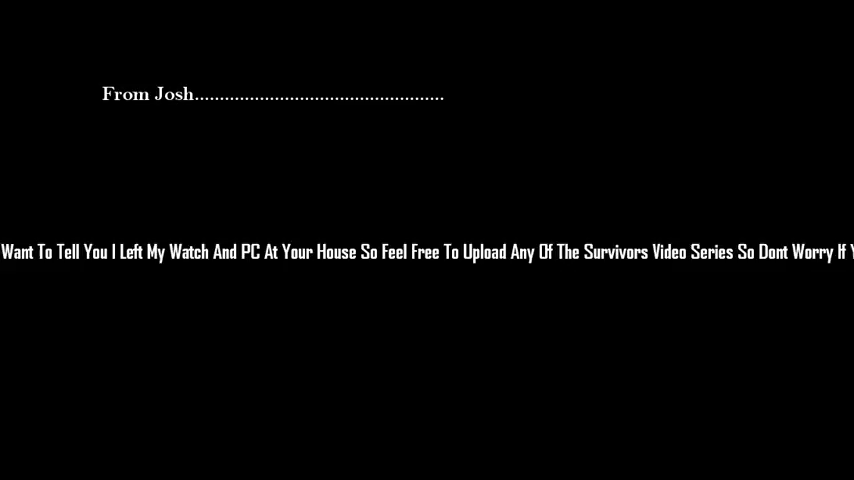 From Josh..................................................
Want To Tell You I Left My Watch And PC At Your House So Feel Free To Upload Any Of The Survivors Video Series So Dont Worry If